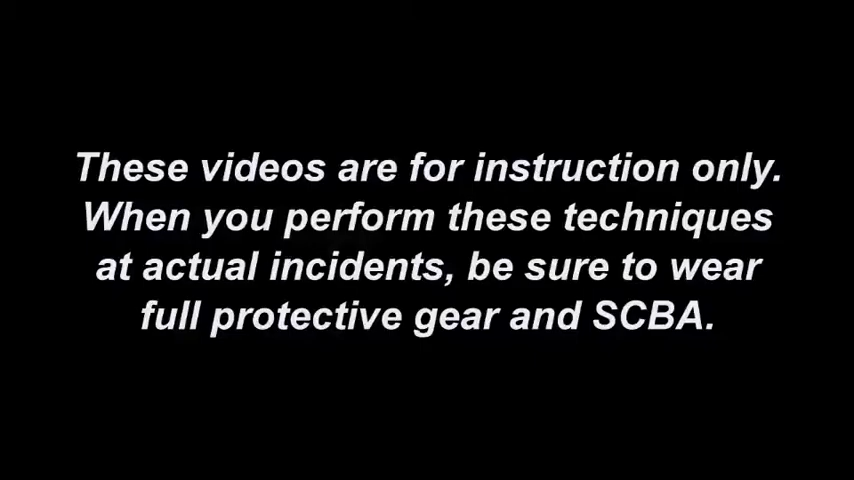 These videos are for instruction only.
When you perform these techniques
at actual incidents, be sure to wear
full protective gear and SCBA.